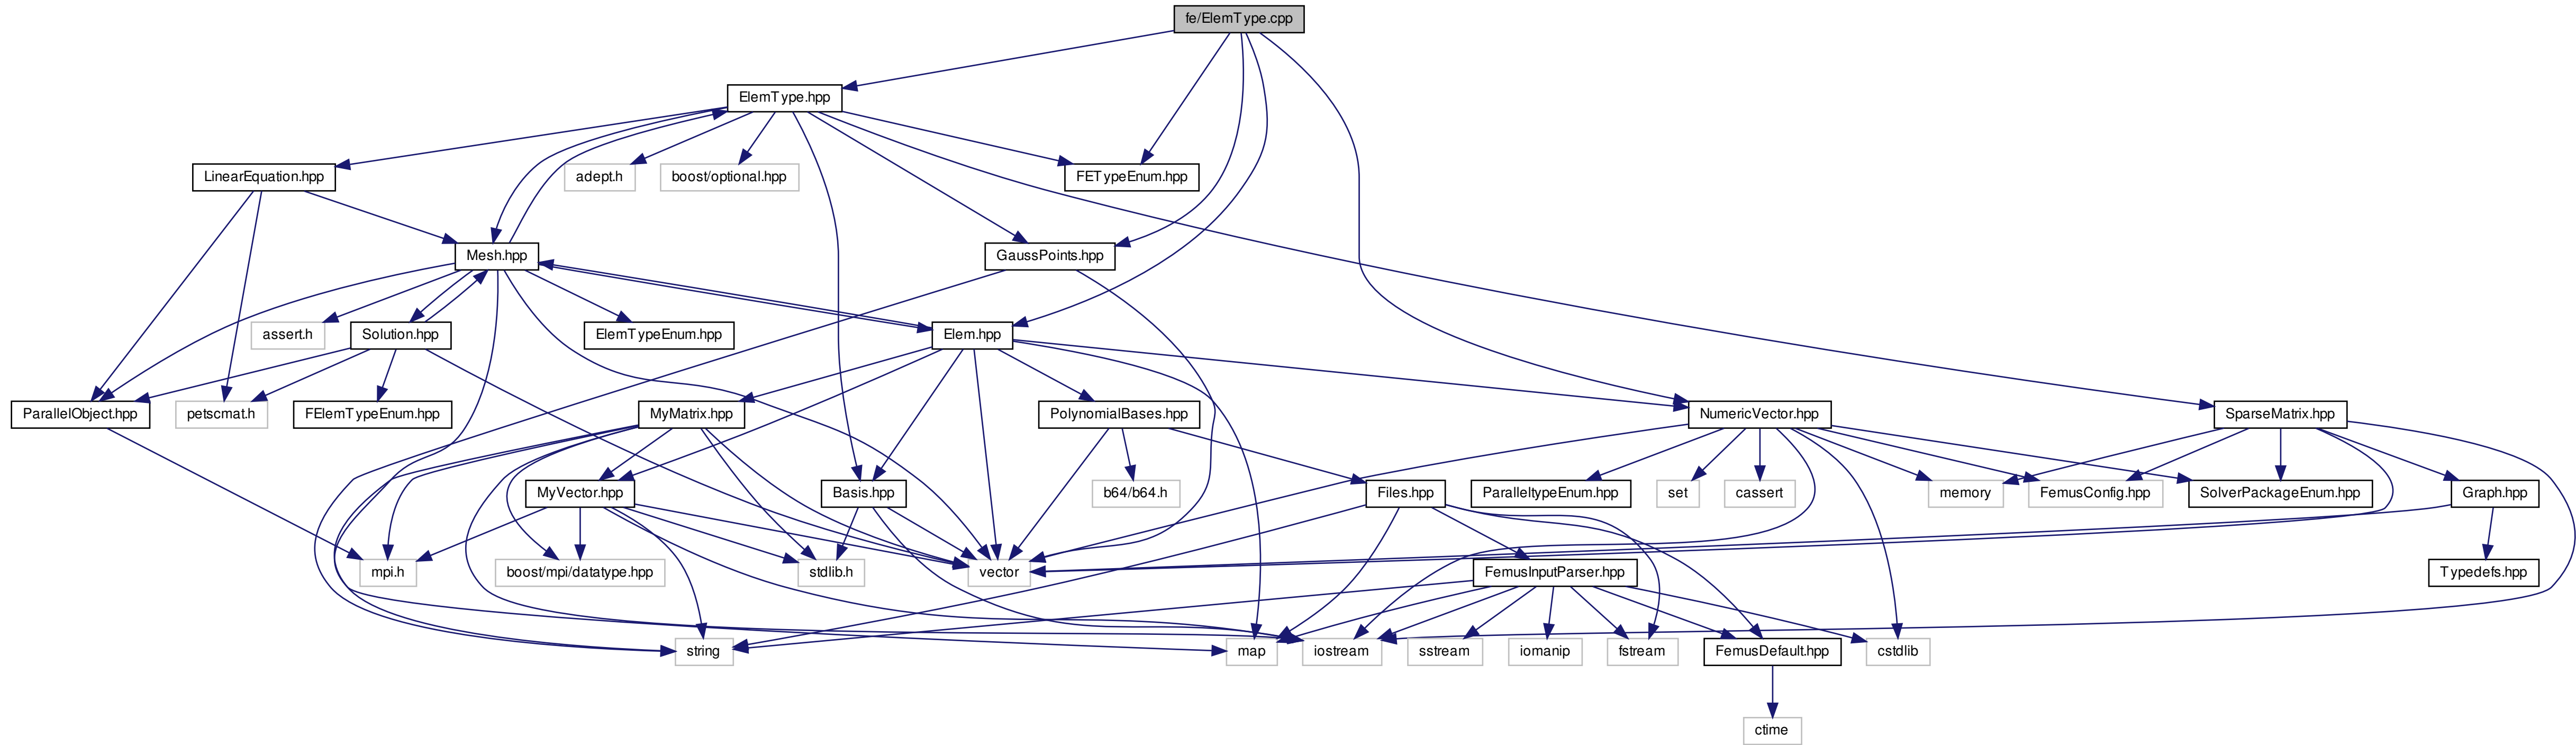 fe/ElemType.cpp
ElemType.hpp
LinearEquation.hpp
adept.h
boost/optional.hpp
FETypeEnum.hpp
Mesh.hpp
GaussPoints.hpp
assert.h
Solution.hpp
ElemTypeEnum.hpp
Elem.hpp
ParallelObject.hpp
petscmat.h
FElemTypeEnum.hpp
MyMatrix.hpp
PolynomialBases.hpp
NumericVector.hpp
SparseMatrix.hpp
MyVector.hpp
Basis.hpp
b64/b64.h
Files.hpp
ParalleltypeEnum.hpp
set
cassert
memory
FemusConfig.hpp
SolverPackageEnum.hpp
Graph.hpp
mpi.h
boost/mpi/datatype.hpp
stdlib.h
vector
FemusInputParser.hpp
Typedefs.hpp
string
map
iostream
sstream
iomanip
fstream
FemusDefault.hpp
cstdlib
ctime